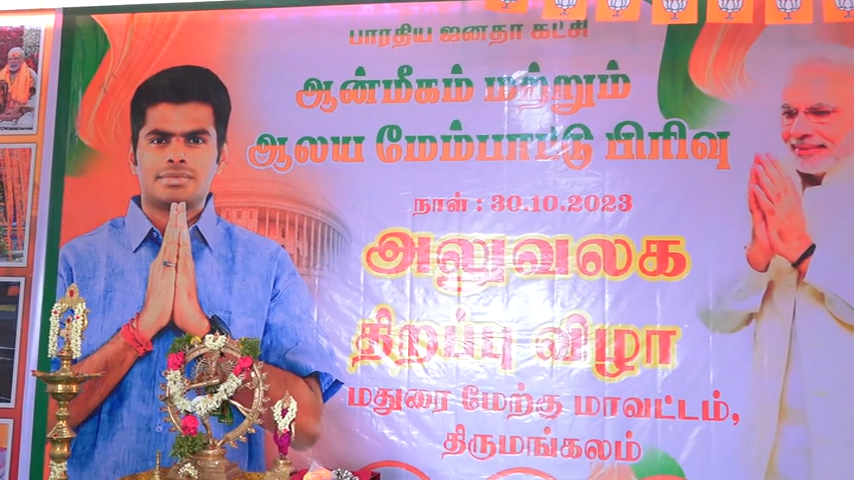 பாரதிய ஜனதா கட்சி
ஆன்மீகம் மற்றும்
ஆலய மேம்பாட்டு பிரிவு
நாள் : 30.10.2023
அலுவலக
திறப்பு விழா
மதுரை மேற்கு மாவட்டம்,
திருமங்கலம்